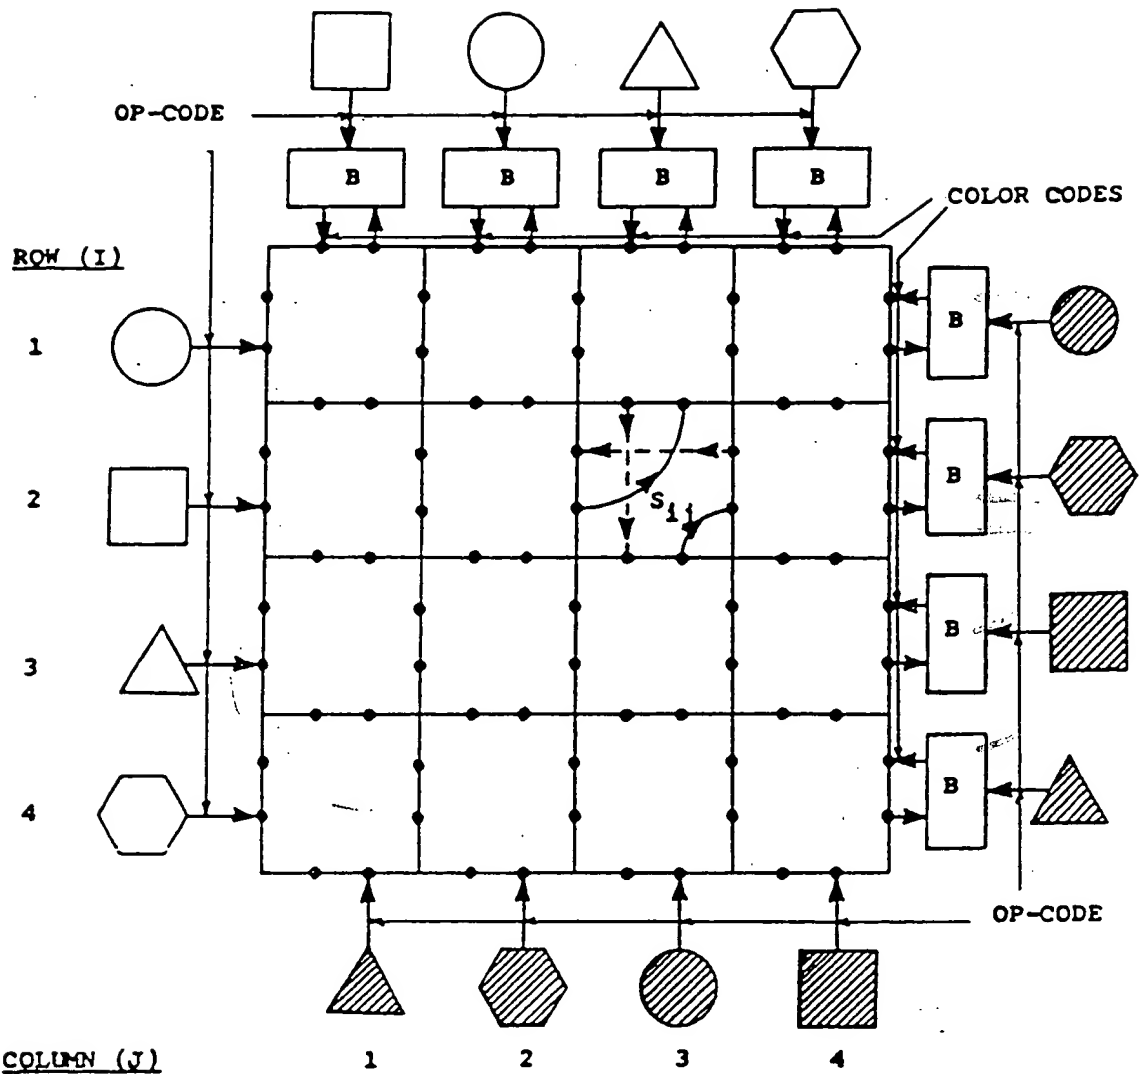 OP-CODE
B B B B
COLOR CODES
ROW (I)
B
1
B
2
S i j
B
3
B
4
OP-CODE
COLUMN (J) 1 2 3 4